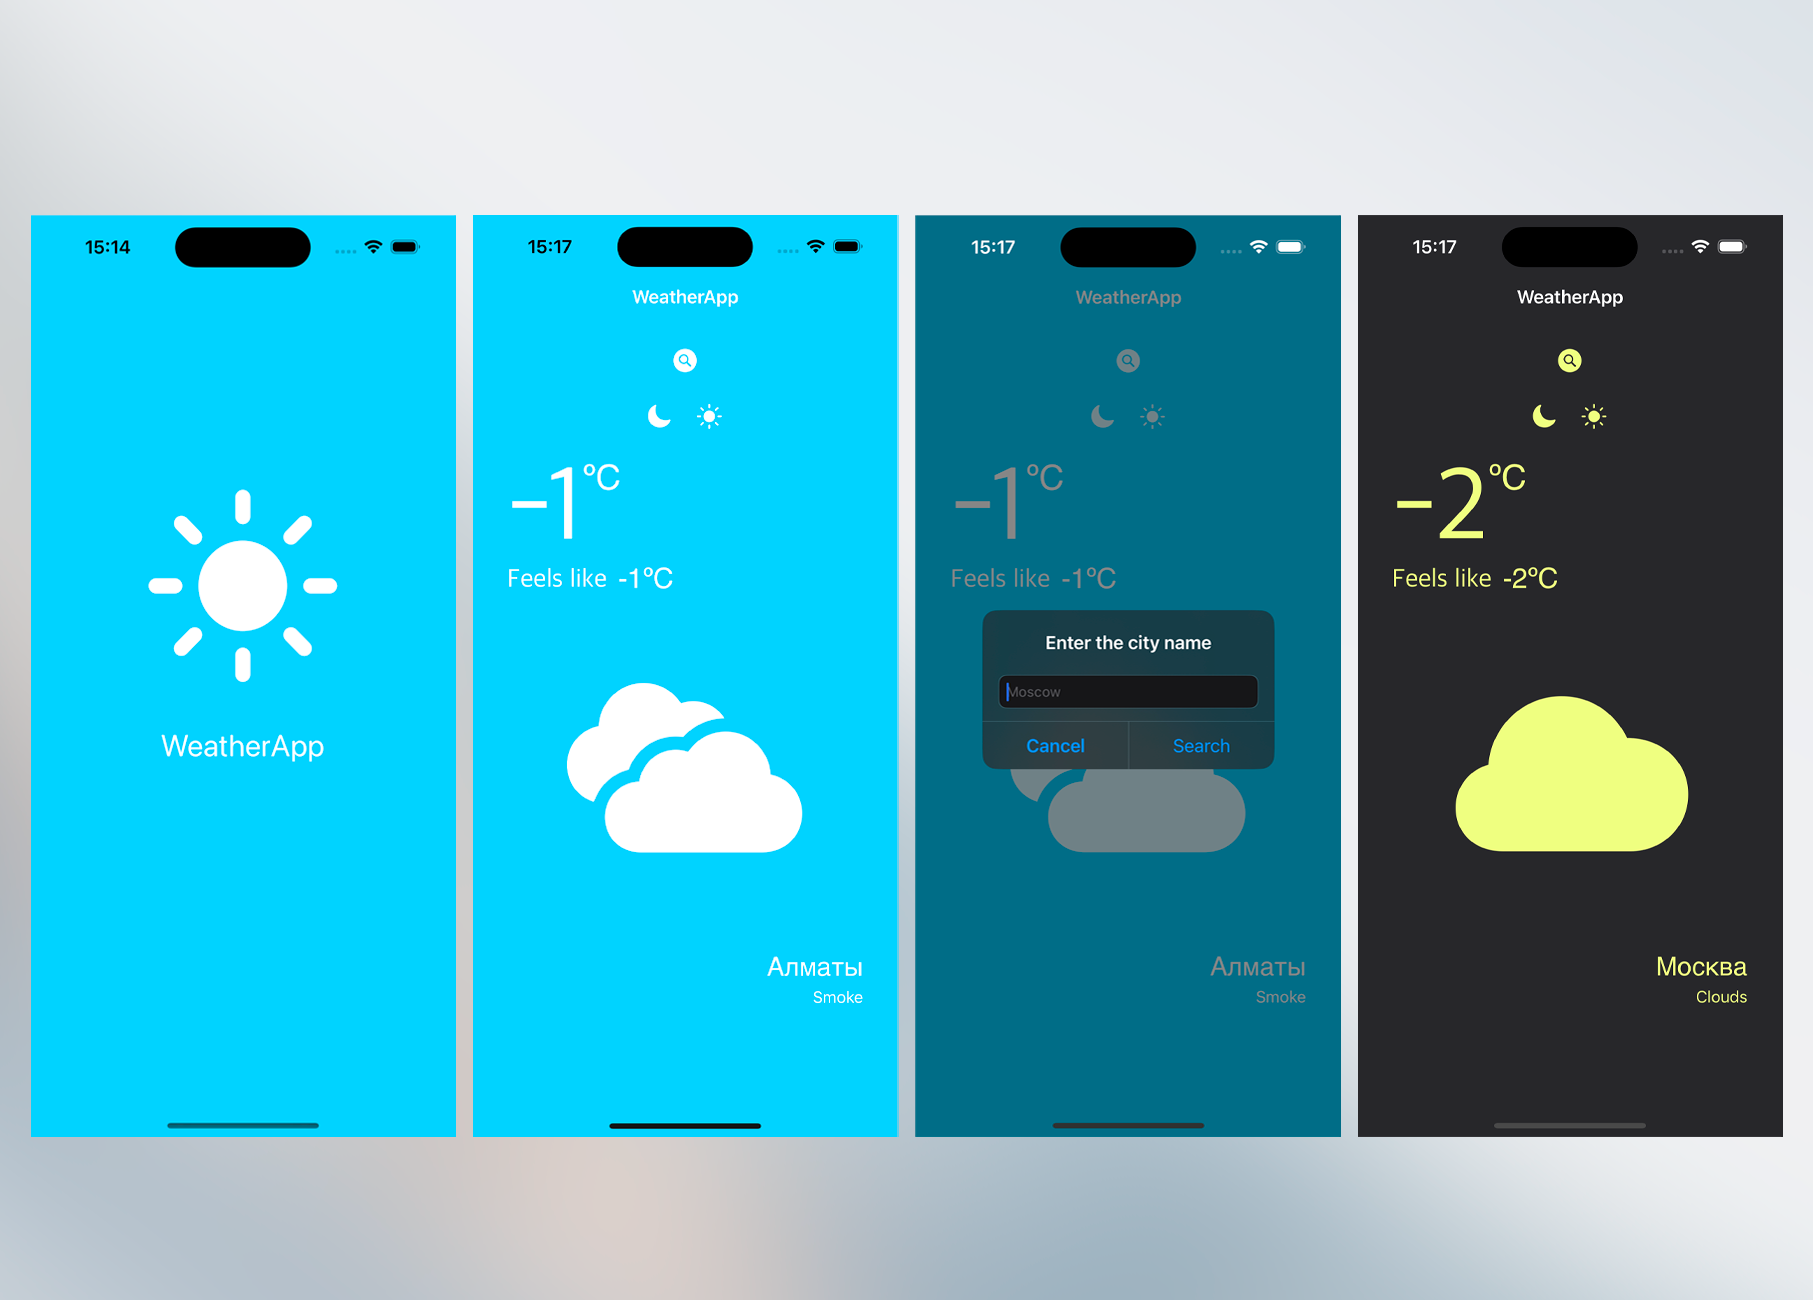 15:14
WeatherApp
15:17
WeatherApp
-1°C
Feels like -1°C
Алматы
Smoke
15:17
WeatherApp
-1°C
Feels like -1°C
Enter the city name
Moscow
Cancel Search
Алматы
Smoke
15:17
WeatherApp
-2°C
Feels like -2°C
Москва
Clouds